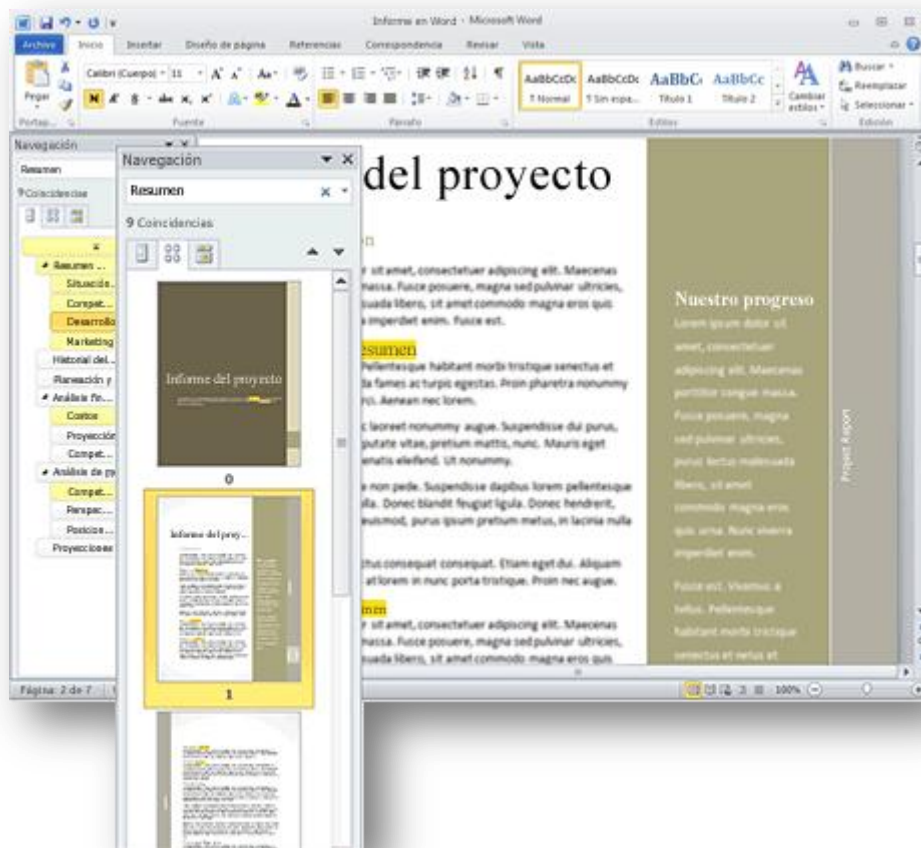 Informe en Word - Microsoft Word
Archivo Inicio Insertar Diseño de página Referencias Correspondencia Revisar Vista
Calibri (Cuerpo) 11
Pegar
AaBbCcDc AaBbCcDc AaBbC AaBbCc
¶ Normal ¶ Sin espa... Título 1 Título 2
Cambiar estilos
Buscar
Reemplazar
Seleccionar
Portap... Fuente Párrafo Estilos Edición
Navegación
Resumen
9 Coincidencias
Resumen ...
Situación.
Compet...
Desarrollo
Marketing
Historial del...
Planeación y
Análisis fin...
Costos
Proyección
Compet...
Análisis de pr
Compet...
Perspec...
Posicion...
Proyecciones
Página: 2 de 7
Navegación
Resumen
9 Coincidencias
Informe del proyecto
0
Informe del proy...
1
del proyecto
on
r sit amet, consectetuer adipiscing elit. Maecenas
massa. Fusce posuere, magna sed pulvinar ultricies,
suada libero, sit amet commodo magna eros quis
a imperdiet enim. Fusce est.
esumen
Pellentesque habitant morbi tristique senectus et
da fames ac turpis egestas. Proin pharetra nonummy
rci. Aenean nec lorem.
c laoreet nonummy augue. Suspendisse dui purus,
putate vitae, pretium mattis, nunc. Mauris eget
enatis eleifend. Ut nonummy.
e non pede. Suspendisse dapibus lorem pellentesque
lla. Donec blandit feugiat ligula. Donec hendrerit,
euismod, purus ipsum pretium metus, in lacinia nulla
ctus consequat consequat. Etiam eget dui. Aliquam
at lorem in nunc porta tristique. Proin nec augue.
men
r sit amet, consectetuer adipiscing elit. Maecenas
massa. Fusce posuere, magna sed pulvinar ultricies,
suada libero, sit amet commodo magna eros quis
Nuestro progreso
Lorem ipsum dolor sit
amet, consectetuer
adipiscing elit. Maecenas
porttitor congue massa.
Fusce posuere, magna
sed pulvinar ultricies,
purus lectus malesuada
libero, sit amet
commodo magna eros
quis urna. Nunc viverra
imperdiet enim.
Fusce est. Vivamus a
tellus. Pellentesque
habitant morbi tristique
senectus et netus et
Project Report
100%